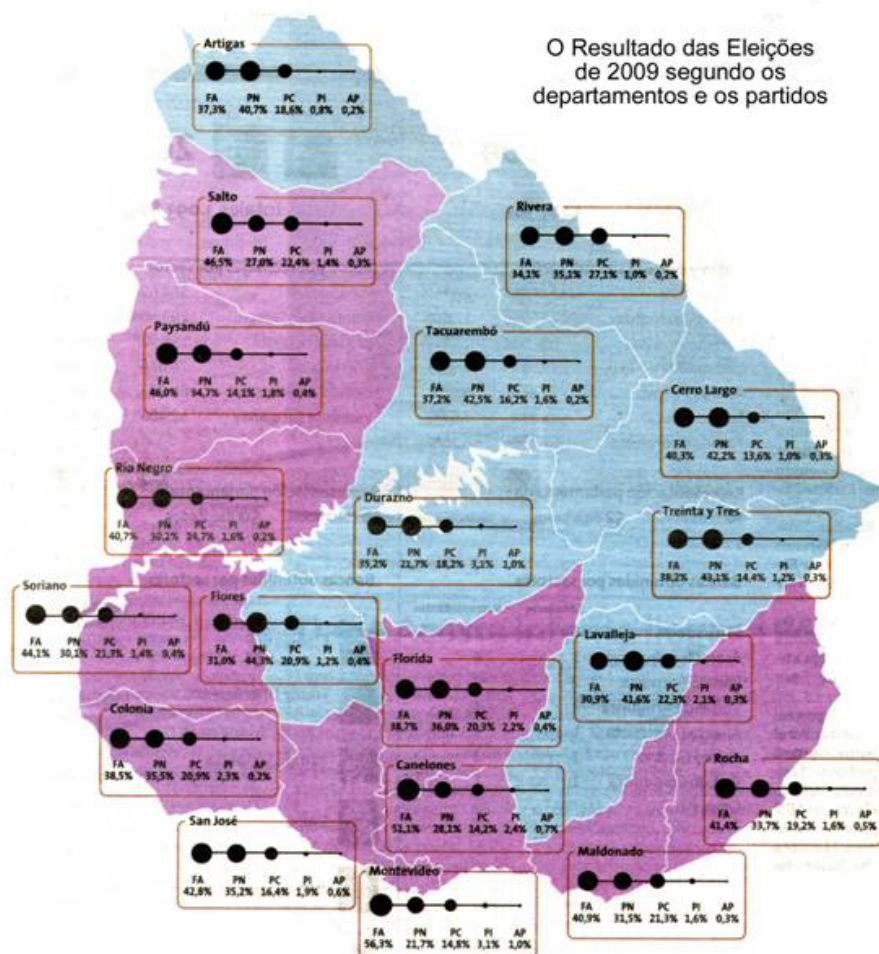 O Resultado das Eleições
de 2009 segundo os
departamentos e os partidos
Artigas
FA PN PC PI AP
37,3% 40,7% 18,6% 0,8% 0,2%
Salto
FA PN PC PI AP
46,5% 27,0% 22,4% 1,4% 0,3%
Rivera
FA PN PC PI AP
34,1% 35,1% 27,1% 1,0% 0,2%
Paysandú
FA PN PC PI AP
46,0% 34,7% 14,1% 1,8% 0,4%
Tacuarembó
FA PN PC PI AP
37,2% 42,5% 16,2% 1,6% 0,2%
Cerro Largo
FA PN PC PI AP
40,3% 42,2% 13,6% 1,0% 0,3%
Río Negro
FA PN PC PI AP
40,7% 30,2% 24,7% 1,6% 0,2%
Durazno
FA PN PC PI AP
35,2% 21,7% 18,2% 3,1% 1,0%
Treinta y Tres
FA PN PC PI AP
38,2% 43,1% 14,4% 1,2% 0,3%
Soriano
FA PN PC PI AP
44,1% 30,1% 21,3% 1,4% 0,4%
Flores
FA PN PC PI AP
31,0% 44,3% 20,9% 1,2% 0,4%
Florida
FA PN PC PI AP
38,7% 36,0% 20,3% 2,2% 0,4%
Lavalleja
FA PN PC PI AP
30,9% 41,6% 22,3% 2,1% 0,3%
Colonia
FA PN PC PI AP
38,5% 35,5% 20,9% 2,3% 0,2%
Canelones
FA PN PC PI AP
51,1% 28,1% 14,2% 2,4% 0,7%
Rocha
FA PN PC PI AP
41,4% 33,7% 19,2% 1,6% 0,5%
San José
FA PN PC PI AP
42,8% 35,2% 16,4% 1,9% 0,6%
Montevideo
FA PN PC PI AP
56,3% 21,7% 14,8% 3,1% 1,0%
Maldonado
FA PN PC PI AP
40,9% 31,5% 21,3% 1,6% 0,3%